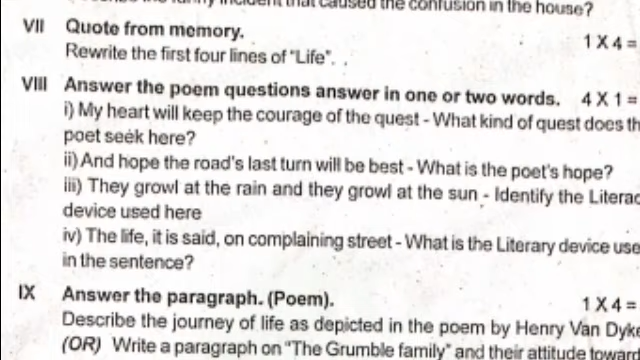 incident that caused the confusion in the house?
VII Quote from memory. 1 X 4 =
Rewrite the first four lines of "Life".
VIII Answer the poem questions answer in one or two words. 4 X 1 =
i) My heart will keep the courage of the quest - What kind of quest does th
poet seek here?
ii) And hope the road's last turn will be best - What is the poet's hope?
iii) They growl at the rain and they growl at the sun - Identify the Literac
device used here
iv) The life, it is said, on complaining street - What is the Literary device use
in the sentence?
IX Answer the paragraph. (Poem). 1 X 4 =
Describe the journey of life as depicted in the poem by Henry Van Dyke
(OR) Write a paragraph on "The Grumble family" and their attitude towar